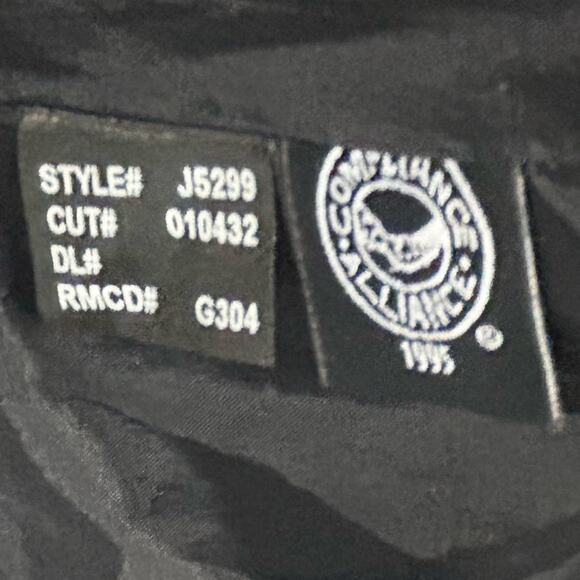 STYLE# J5299
CUT# 010432
DL#
RMCD# G304
COMPLIANCE
• ALLIANCE •
1995
®